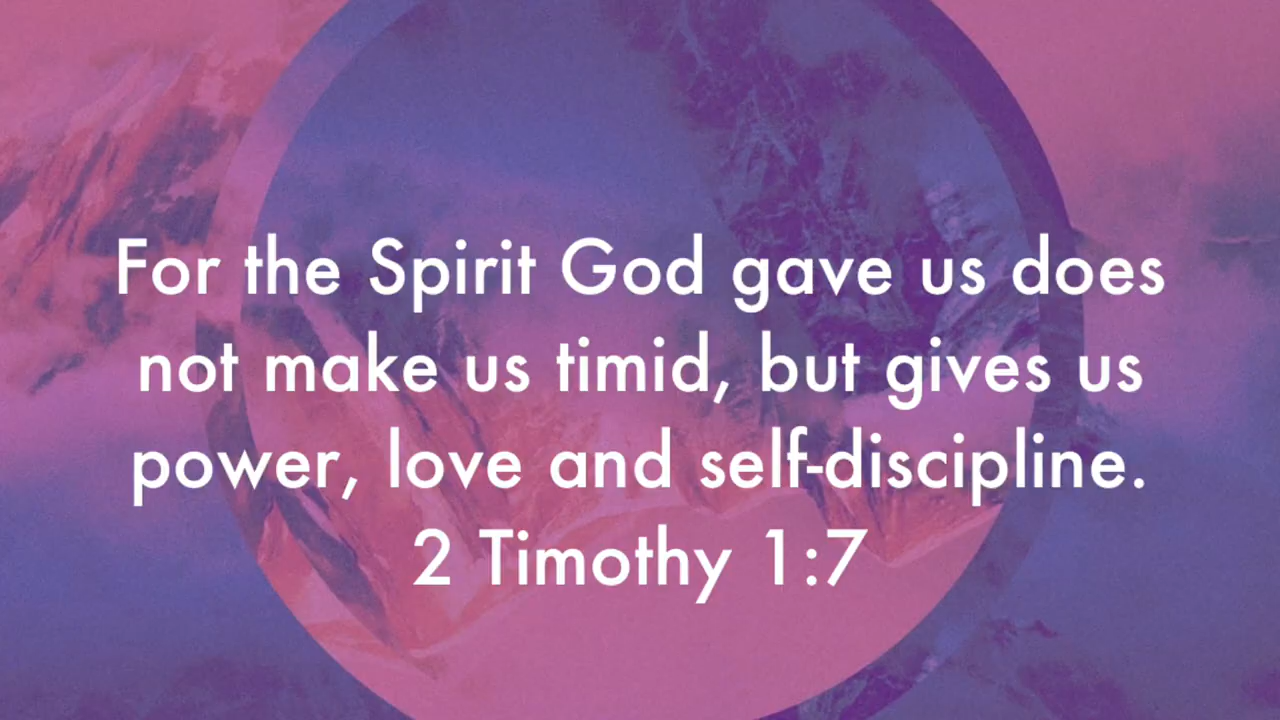 For the Spirit God gave us does
not make us timid, but gives us
power, love and self-discipline.
2 Timothy 1:7